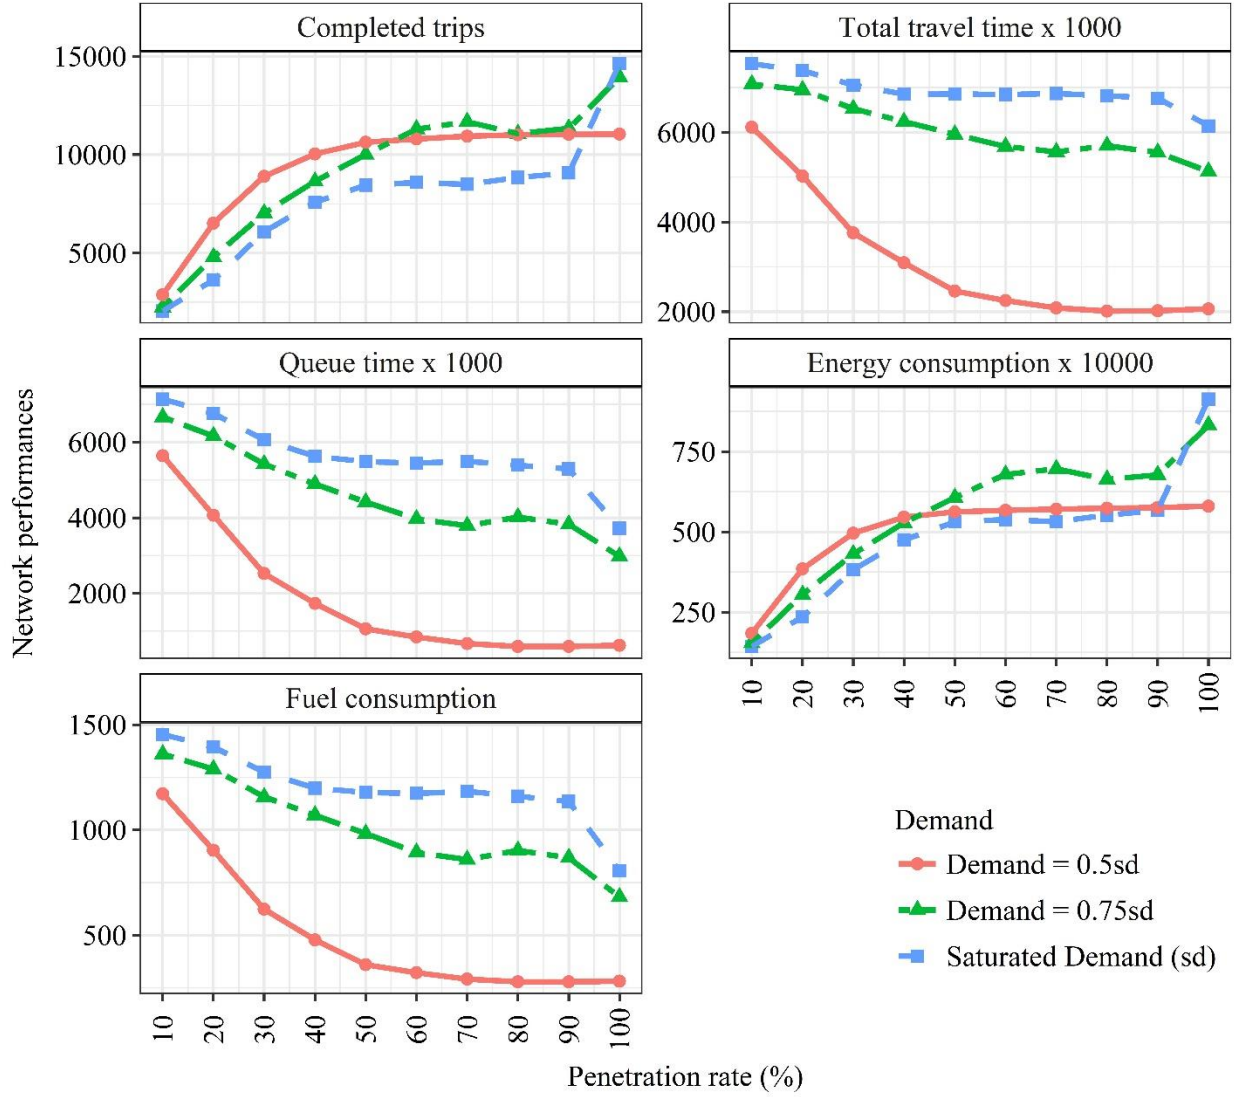 Completed trips
15000
10000
5000
Total travel time x 1000
6000
4000
2000
Queue time x 1000
6000
4000
2000
Energy consumption x 10000
750
500
250
10 20 30 40 50 60 70 80 90 100
Fuel consumption
1500
1000
500
10 20 30 40 50 60 70 80 90 100
Network performances
Penetration rate (%)
Demand
Demand = 0.5sd
Demand = 0.75sd
Saturated Demand (sd)